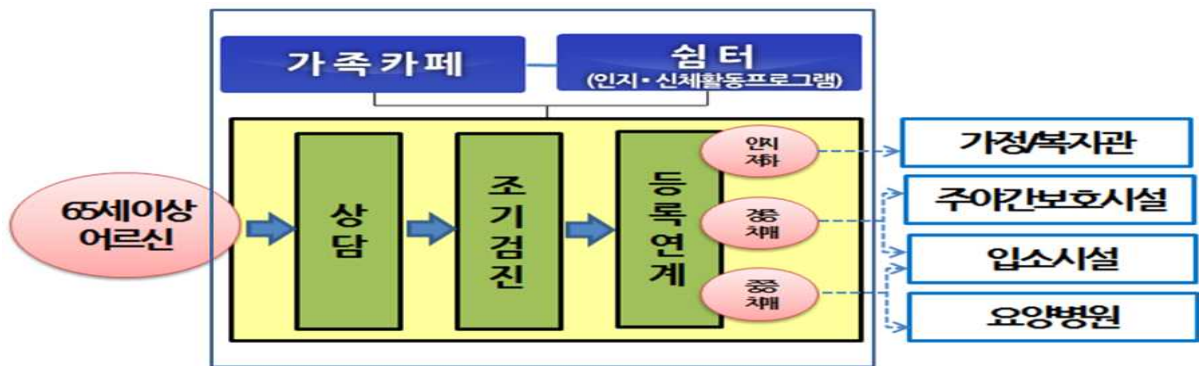 가족카페
쉼터
(인지·신체활동프로그램)
65세이상
어르신
상담
조기검진
등록연계
인지
저하
경증
치매
중증
치매
가정/복지관
주야간보호시설
입소시설
요양병원